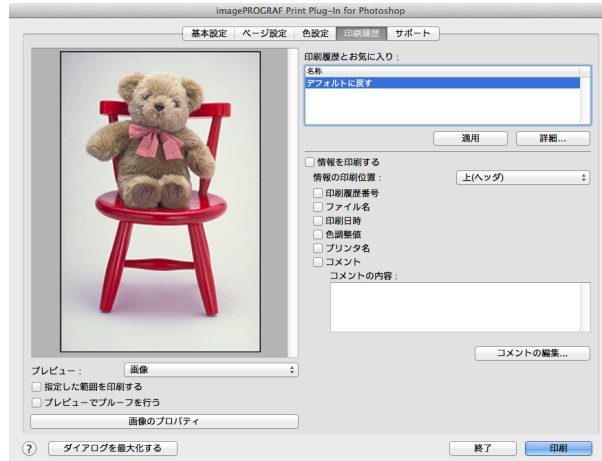 imagePROGRAF Print Plug-In for Photoshop
基本設定 ページ設定 色設定 印刷履歴 サポート
印刷履歴とお気に入り：
名称
デフォルトに戻す
適用 詳細...
情報を印刷する
情報の印刷位置： 上(ヘッダ)
印刷履歴番号
ファイル名
印刷日時
色調整値
プリンタ名
コメント
コメントの内容：
コメントの編集...
プレビュー： 画像
指定した範囲を印刷する
プレビューでプルーフを行う
画像のプロパティ
? ダイアログを最大化する 終了 印刷